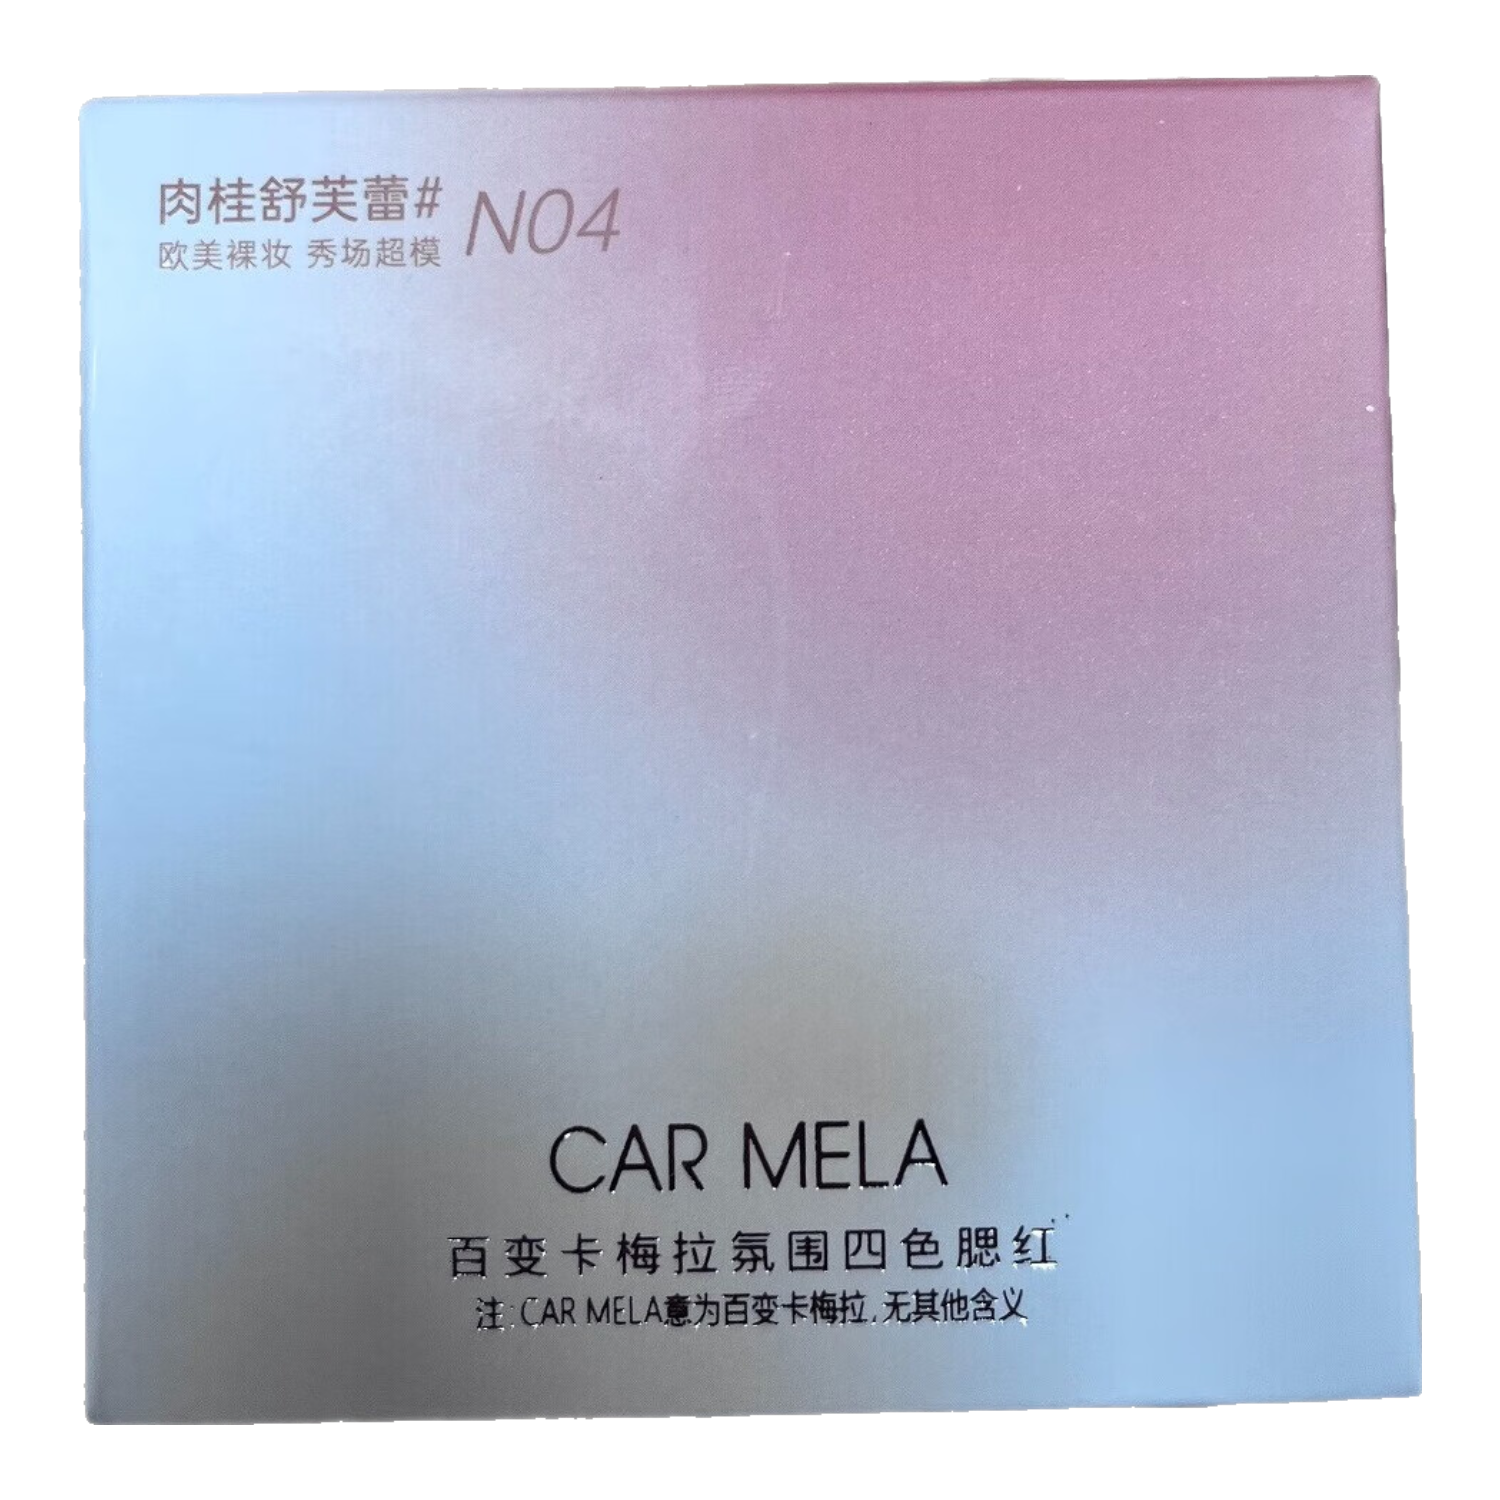 肉桂舒芙蕾# N04
欧美裸妆 秀场超模
CAR MELA
百变卡梅拉氛围四色腮红
注:CAR MELA意为百变卡梅拉,无其他含义